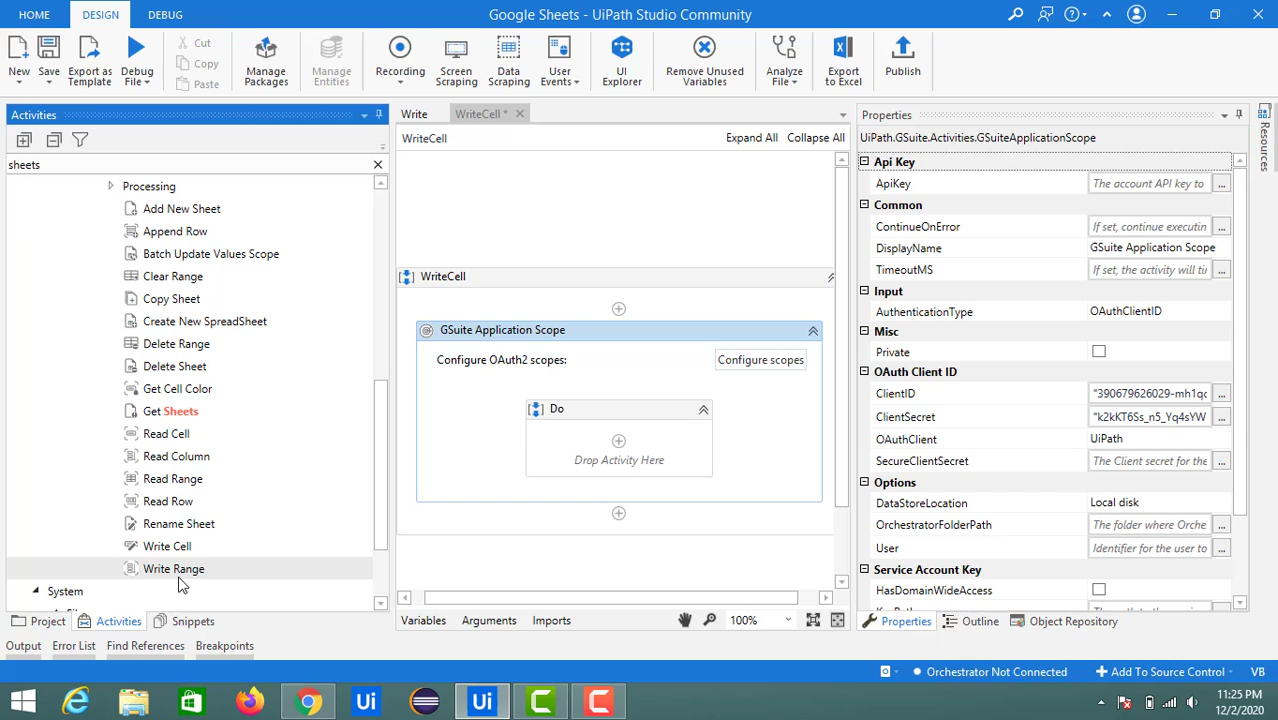 HOME DESIGN DEBUG Google Sheets - UiPath Studio Community
New Save Export as Template Debug File Cut Copy Paste Manage Packages Manage Entities Recording Screen Scraping Data Scraping User Events UI Explorer Remove Unused Variables Analyze File Export to Excel Publish
Activities
sheets
Processing
Add New Sheet
Append Row
Batch Update Values Scope
Clear Range
Copy Sheet
Create New SpreadSheet
Delete Range
Delete Sheet
Get Cell Color
Get Sheets
Read Cell
Read Column
Read Range
Read Row
Rename Sheet
Write Cell
Write Range
System
Project Activities Snippets
Write WriteCell *
WriteCell Expand All Collapse All
WriteCell
GSuite Application Scope
Configure OAuth2 scopes: Configure scopes
Do
Drop Activity Here
Variables Arguments Imports 100%
Properties
UiPath.GSuite.Activities.GSuiteApplicationScope
Api Key
ApiKey The account API key to ...
Common
ContinueOnError If set, continue executin ...
DisplayName GSuite Application Scope
TimeoutMS If set, the activity will ti ...
Input
AuthenticationType OAuthClientID
Misc
Private
OAuth Client ID
ClientID "390679626029-mh1qc ...
ClientSecret "k2kKT6Ss_n5_Yq4sYW ...
OAuthClient UiPath
SecureClientSecret The Client secret for the ...
Options
DataStoreLocation Local disk
OrchestratorFolderPath The folder where Orche ...
User Identifier for the user to ...
Service Account Key
HasDomainWideAccess
Properties Outline Object Repository
Resources
Output Error List Find References Breakpoints
Orchestrator Not Connected Add To Source Control VB
Ui Ui
11:25 PM
12/2/2020